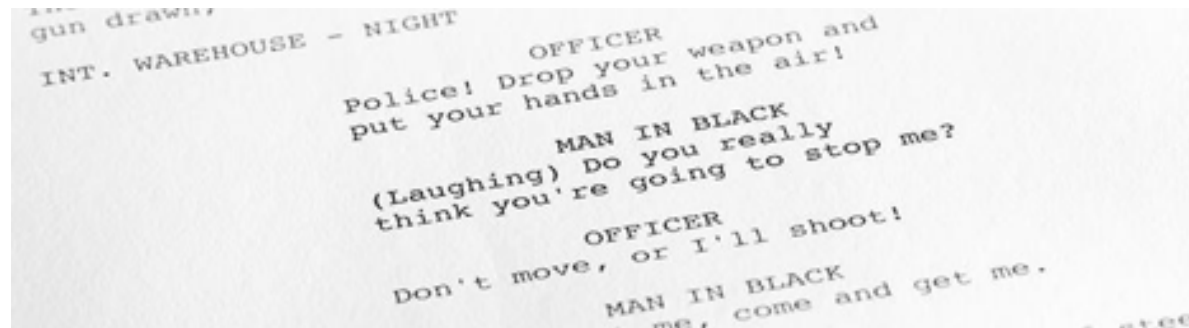 gun drawn,
INT. WAREHOUSE - NIGHT
OFFICER
Police! Drop your weapon and
put your hands in the air!
MAN IN BLACK
(Laughing) Do you really
think you're going to stop me?
OFFICER
Don't move, or I'll shoot!
MAN IN BLACK
me, come and get me.